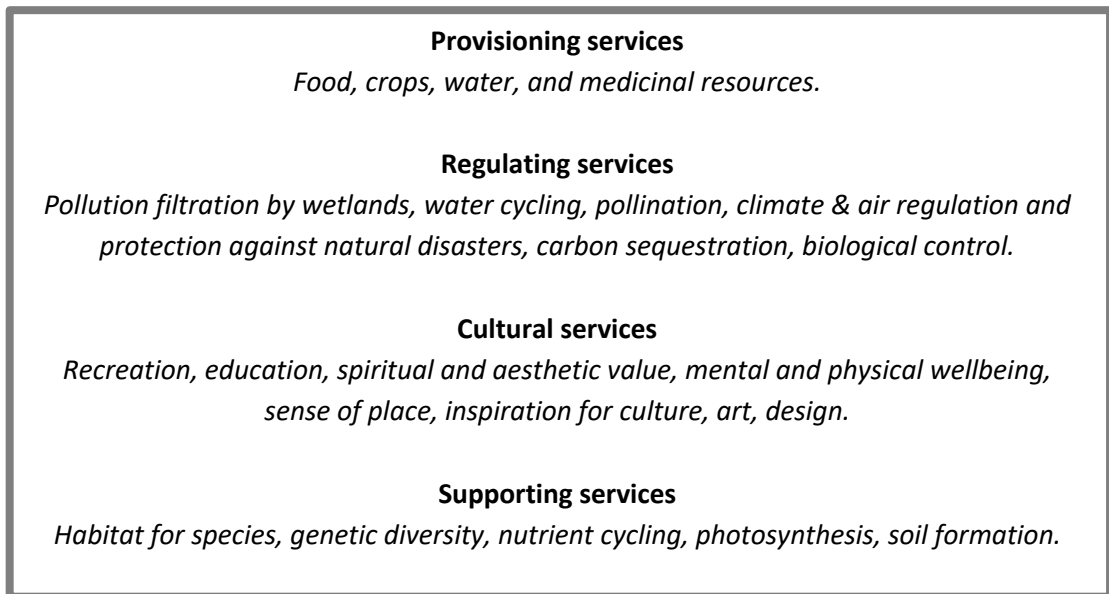 Provisioning services
Food, crops, water, and medicinal resources.
Regulating services
Pollution filtration by wetlands, water cycling, pollination, climate & air regulation and
protection against natural disasters, carbon sequestration, biological control.
Cultural services
Recreation, education, spiritual and aesthetic value, mental and physical wellbeing,
sense of place, inspiration for culture, art, design.
Supporting services
Habitat for species, genetic diversity, nutrient cycling, photosynthesis, soil formation.